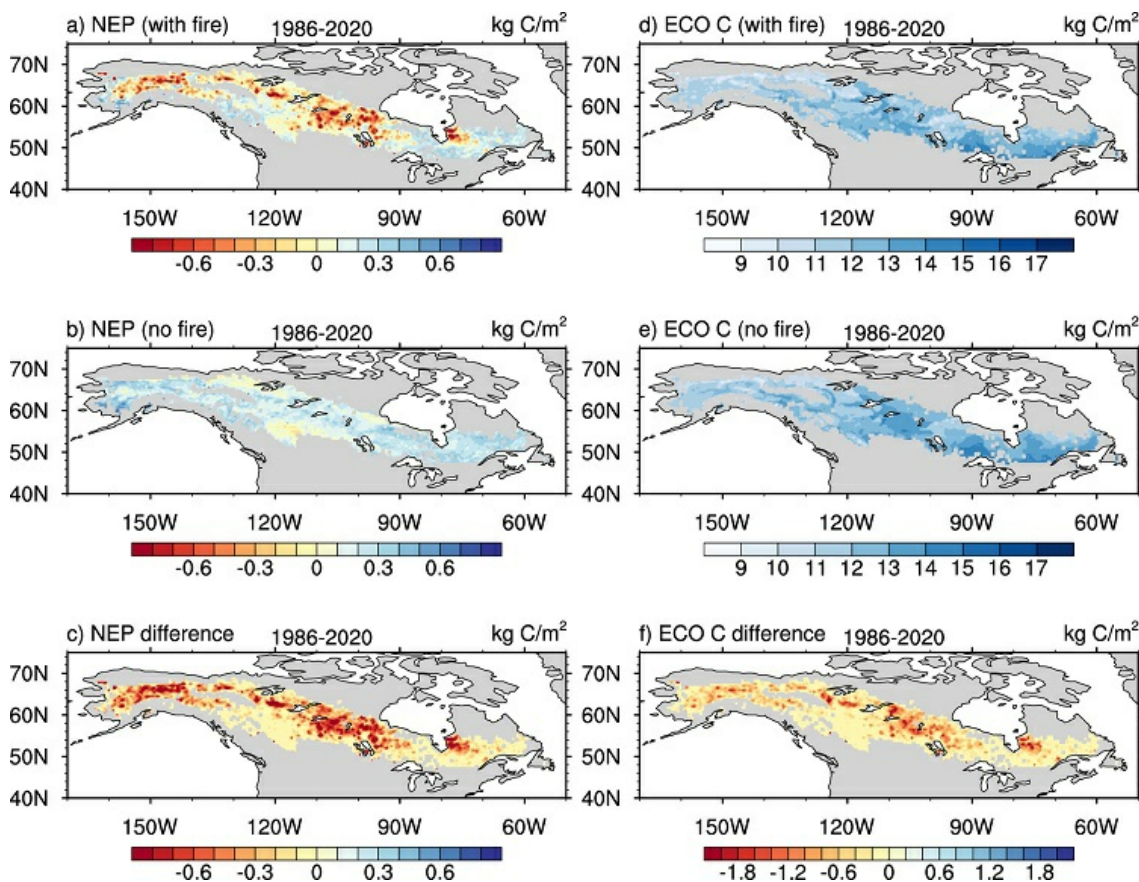 a) NEP (with fire) 1986-2020 kg C/m²
70N
60N
50N
40N
150W 120W 90W 60W
-0.6 -0.3 0 0.3 0.6
d) ECO C (with fire) 1986-2020 kg C/m²
70N
60N
50N
40N
150W 120W 90W 60W
9 10 11 12 13 14 15 16 17
b) NEP (no fire) 1986-2020 kg C/m²
70N
60N
50N
40N
150W 120W 90W 60W
-0.6 -0.3 0 0.3 0.6
e) ECO C (no fire) 1986-2020 kg C/m²
70N
60N
50N
40N
150W 120W 90W 60W
9 10 11 12 13 14 15 16 17
c) NEP difference 1986-2020 kg C/m²
70N
60N
50N
40N
150W 120W 90W 60W
-0.6 -0.3 0 0.3 0.6
f) ECO C difference 1986-2020 kg C/m²
70N
60N
50N
40N
150W 120W 90W 60W
-1.8 -1.2 -0.6 0 0.6 1.2 1.8